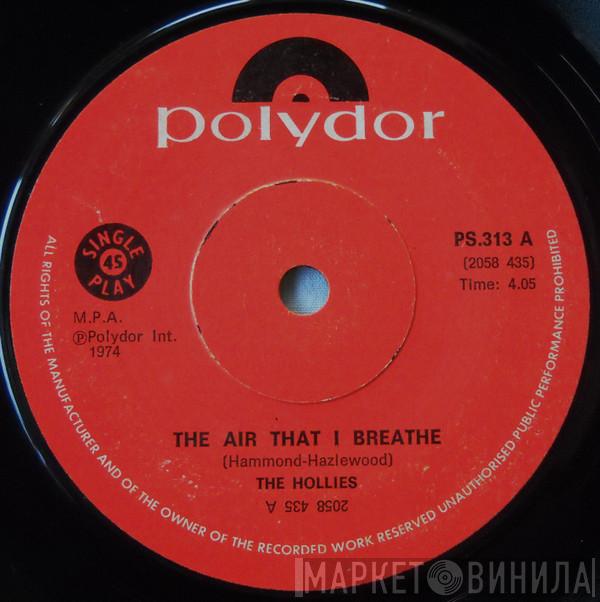 polydor
SINGLE
45
PLAY
PS.313 A
(2058 435)
Time: 4.05
M.P.A.
ⓅPolydor Int.
1974
THE AIR THAT I BREATHE
(Hammond-Hazlewood)
THE HOLLIES
2058 435 A
ALL RIGHTS OF THE MANUFACTURER AND OF THE OWNER OF THE RECORDED WORK RESERVED UNAUTHORISED PUBLIC PERFORMANCE PROHIBITED
МАРКЕТ ВИНИЛА